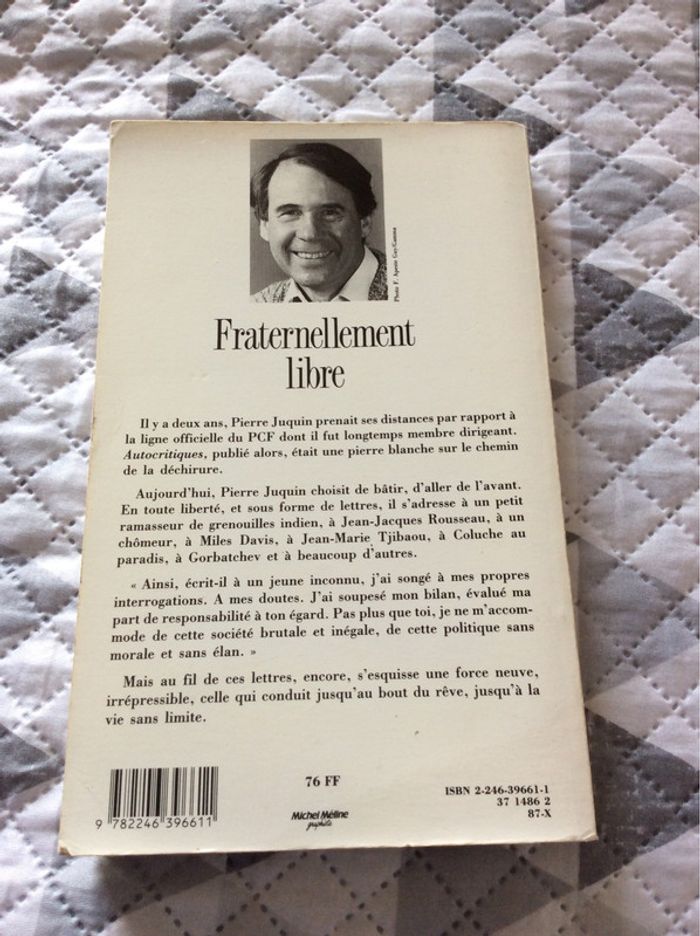 Photo F. Apesie Guy/Gamma
Fraternellement
libre
Il y a deux ans, Pierre Juquin prenait ses distances par rapport à
la ligne officielle du PCF dont il fut longtemps membre dirigeant.
Autocritiques, publié alors, était une pierre blanche sur le chemin
de la déchirure.
Aujourd'hui, Pierre Juquin choisit de bâtir, d'aller de l'avant.
En toute liberté, et sous forme de lettres, il s'adresse à un petit
ramasseur de grenouilles indien, à Jean-Jacques Rousseau, à un
chômeur, à Miles Davis, à Jean-Marie Tjibaou, à Coluche au
paradis, à Gorbatchev et à beaucoup d'autres.
« Ainsi, écrit-il à un jeune inconnu, j'ai songé à mes propres
interrogations. A mes doutes. J'ai soupesé mon bilan, évalué ma
part de responsabilité à ton égard. Pas plus que toi, je ne m'accom-
mode de cette société brutale et inégale, de cette politique sans
morale et sans élan. »
Mais au fil de ces lettres, encore, s'esquisse une force neuve,
irrépressible, celle qui conduit jusqu'au bout du rêve, jusqu'à la
vie sans limite.
9 782246 396611
76 FF
Michel Méline
graphiste
ISBN 2-246-39661-1
37 1486 2
87-X